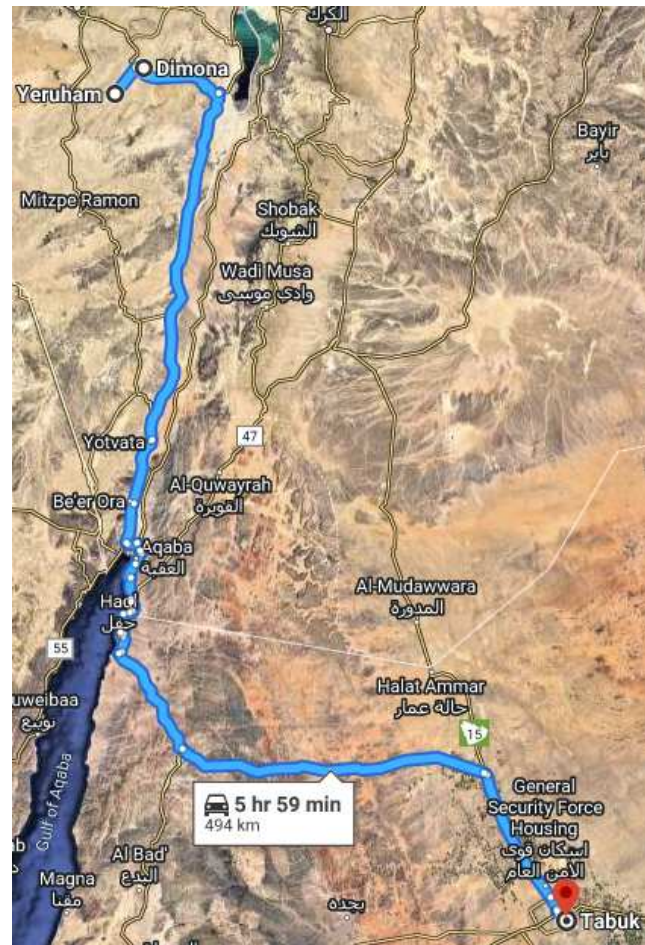 الكرك
Dimona
Yeruham
Bayir
باير
Mitzpe Ramon
Shobak
الشوبك
Wadi Musa
وادي موسى
47
Yotvata
Al-Quwayrah
القويرة
Be'er Ora
Aqaba
العقبة
Al-Mudawwara
المدورة
Haql
حقل
55
Halat Ammar
حالة عمار
uweibaa
نويبع
15
General
Security Force
Housing
اسكان قوى
الأمن العام
5 hr 59 min
494 km
Gulf of Aqaba
Al Bad'
البدع
Magna
مقنا
بجده
Tabuk